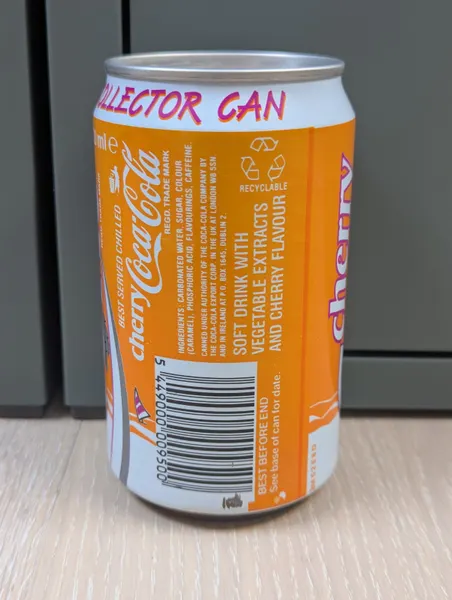 OLLECTOR CAN
ml e
BEST SERVED CHILLED
cherry Coca-Cola
REGD. TRADE MARK
INGREDIENTS: CARBONATED WATER, SUGAR, COLOUR
(CARAMEL), PHOSPHORIC ACID, FLAVOURINGS, CAFFEINE.
CANNED UNDER AUTHORITY OF THE COCA-COLA COMPANY BY
THE COCA-COLA EXPORT CORP. IN THE UK AT LONDON W6 5SN
AND IN IRELAND AT P.O. BOX 1645, DUBLIN 2.
SOFT DRINK WITH
VEGETABLE EXTRACTS
AND CHERRY FLAVOUR
RECYCLABLE
5 449000 009500
BEST BEFORE END
See base of can for date.
cherry